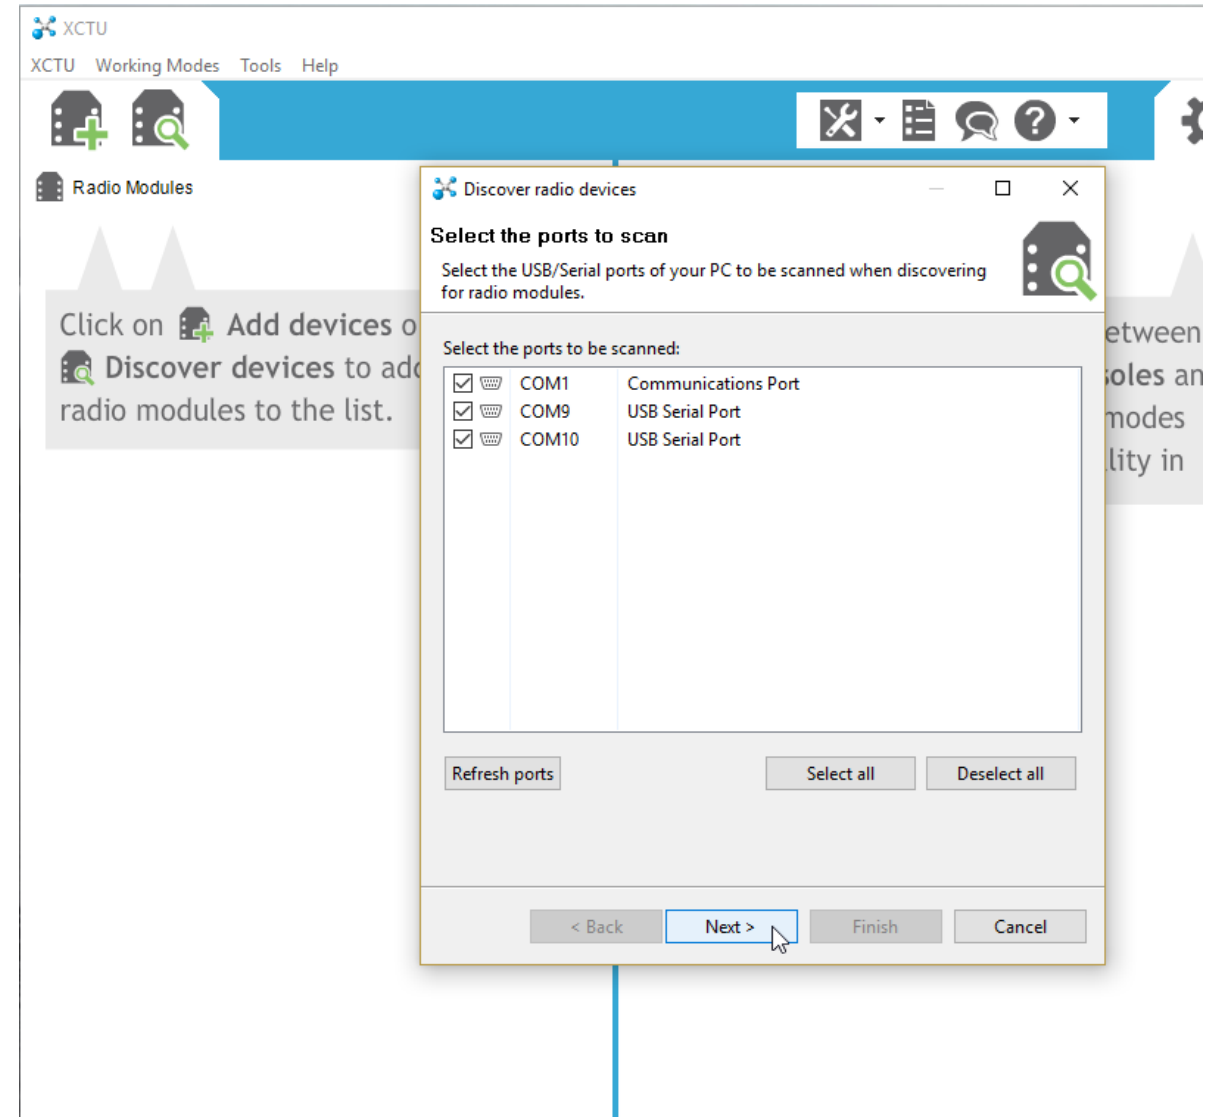 XCTU
XCTU Working Modes Tools Help
Radio Modules
Click on Add devices o
Discover devices to add
radio modules to the list.
Discover radio devices
Select the ports to scan
Select the USB/Serial ports of your PC to be scanned when discovering
for radio modules.
Select the ports to be scanned:
COM1 Communications Port
COM9 USB Serial Port
COM10 USB Serial Port
Refresh ports Select all Deselect all
< Back Next > Finish Cancel
etween
soles an
modes
lity in